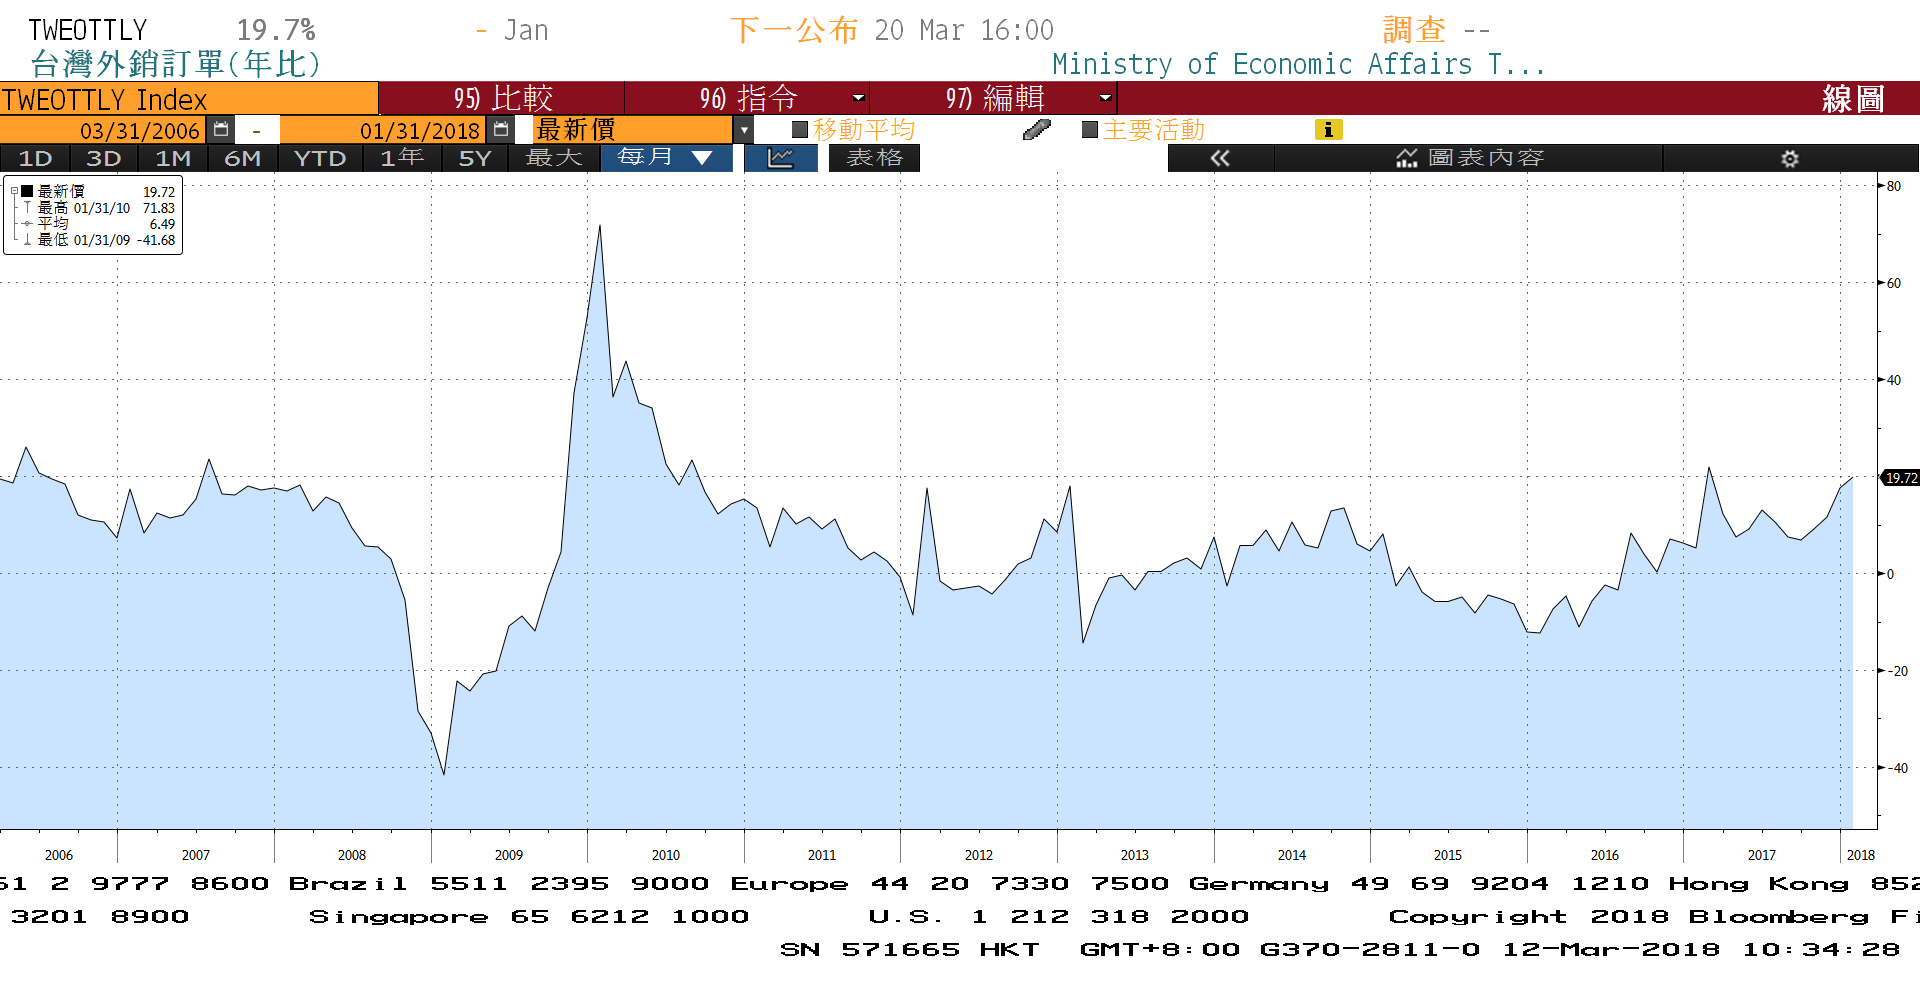 TWEOTTLY 19.7% - Jan 下一公布 20 Mar 16:00 調查 --
台灣外銷訂單(年比) Ministry of Economic Affairs T...
TWEOTTLY Index 95) 比較 96) 指令 97) 編輯 線圖
03/31/2006 - 01/31/2018 最新價 移動平均 主要活動 i
1D 3D 1M 6M YTD 1年 5Y 最大 每月 ▼ 表格 « 圖表內容
最新價 19.72
最高 01/31/10 71.83
平均 6.49
最低 01/31/09 -41.68
80
60
40
19.72
0
-20
-40
2006 2007 2008 2009 2010 2011 2012 2013 2014 2015 2016 2017 2018
61 2 9777 8600 Brazil 5511 2395 9000 Europe 44 20 7330 7500 Germany 49 69 9204 1210 Hong Kong 852
3201 8900 Singapore 65 6212 1000 U.S. 1 212 318 2000 Copyright 2018 Bloomberg Fi
SN 571665 HKT GMT+8:00 G370-2811-0 12-Mar-2018 10:34:28